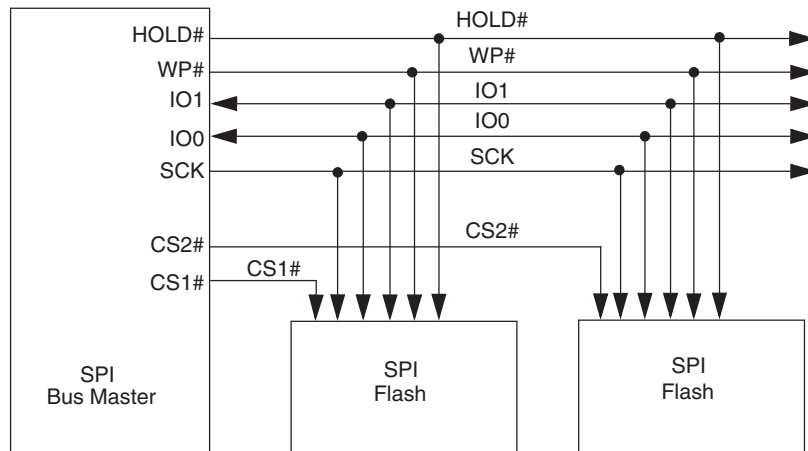 HOLD#
HOLD#
WP#
WP#
IO1
IO1
IO0
IO0
SCK
SCK
CS2#
CS2#
CS1#
CS1#
SPI
Bus Master
SPI
Flash
SPI
Flash